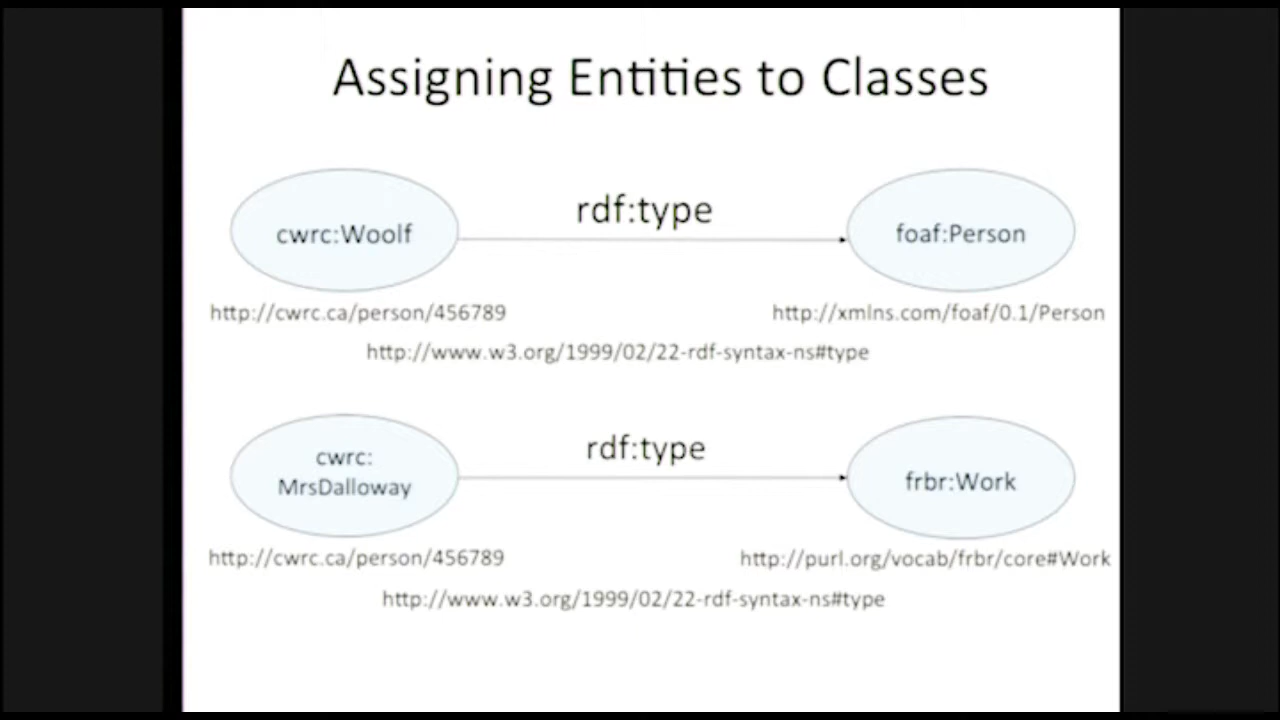 Assigning Entities to Classes
cwrc:Woolf
rdf:type
foaf:Person
http://cwrc.ca/person/456789
http://xmlns.com/foaf/0.1/Person
http://www.w3.org/1999/02/22-rdf-syntax-ns#type
cwrc:
MrsDalloway
rdf:type
frbr:Work
http://cwrc.ca/person/456789
http://purl.org/vocab/frbr/core#Work
http://www.w3.org/1999/02/22-rdf-syntax-ns#type